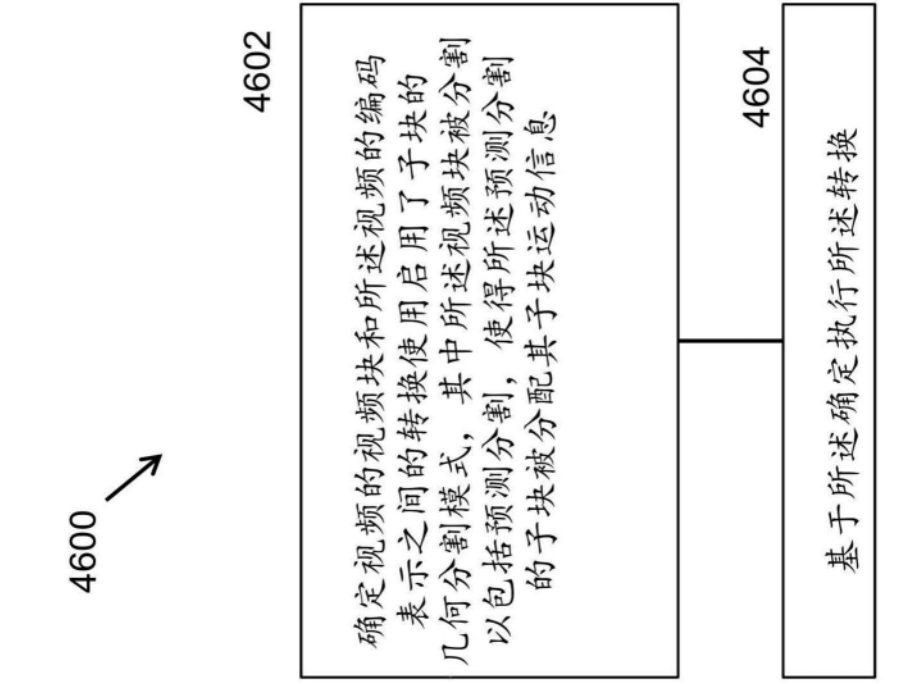 4600
4602
确定视频的视频块和所述视频的编码
表示之间的转换使用启用了子块的
几何分割模式，其中所述视频块被分割
以包括预测分割，使得所述预测分割
的子块被分配其子块运动信息
4604
基于所述确定执行所述转换